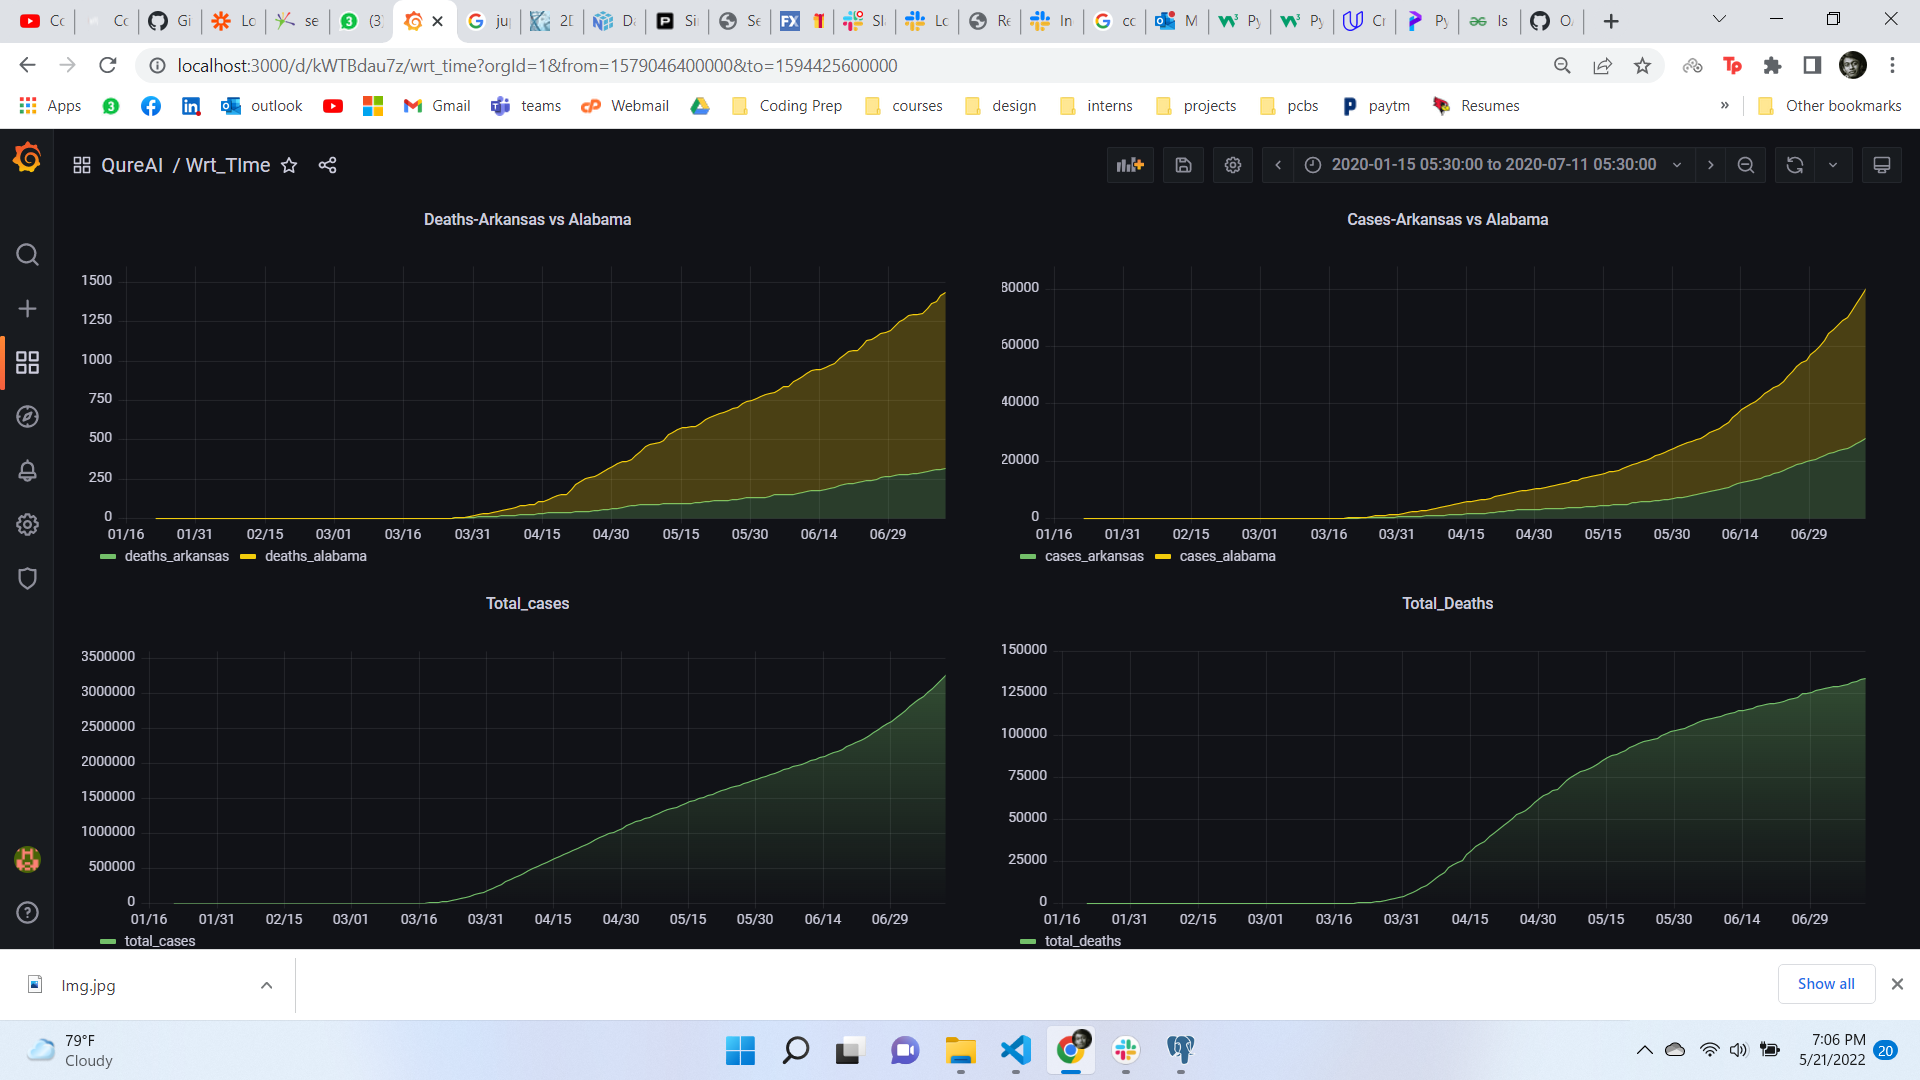 Co
Co
Gi
Lo
se
(3)
ju
2D
Da
Si
Se
FX
Sl
Lo
Re
In
co
M
Py
Py
Cr
Py
Is
O
localhost:3000/d/kWTBdau7z/wrt_time?orgId=1&from=1579046400000&to=1594425600000
Apps
3
outlook
Gmail
teams
Webmail
Coding Prep
courses
design
interns
projects
pcbs
paytm
Resumes
»
Other bookmarks
QureAI / Wrt_TIme
2020-01-15 05:30:00 to 2020-07-11 05:30:00
Deaths-Arkansas vs Alabama
1500
1250
1000
750
500
250
0
01/16 01/31 02/15 03/01 03/16 03/31 04/15 04/30 05/15 05/30 06/14 06/29
deaths_arkansas deaths_alabama
Cases-Arkansas vs Alabama
80000
60000
40000
20000
0
01/16 01/31 02/15 03/01 03/16 03/31 04/15 04/30 05/15 05/30 06/14 06/29
cases_arkansas cases_alabama
Total_cases
3500000
3000000
2500000
2000000
1500000
1000000
500000
0
01/16 01/31 02/15 03/01 03/16 03/31 04/15 04/30 05/15 05/30 06/14 06/29
total_cases
Total_Deaths
150000
125000
100000
75000
50000
25000
0
01/16 01/31 02/15 03/01 03/16 03/31 04/15 04/30 05/15 05/30 06/14 06/29
total_deaths
Img.jpg
Show all
79°F
Cloudy
7:06 PM
5/21/2022
20